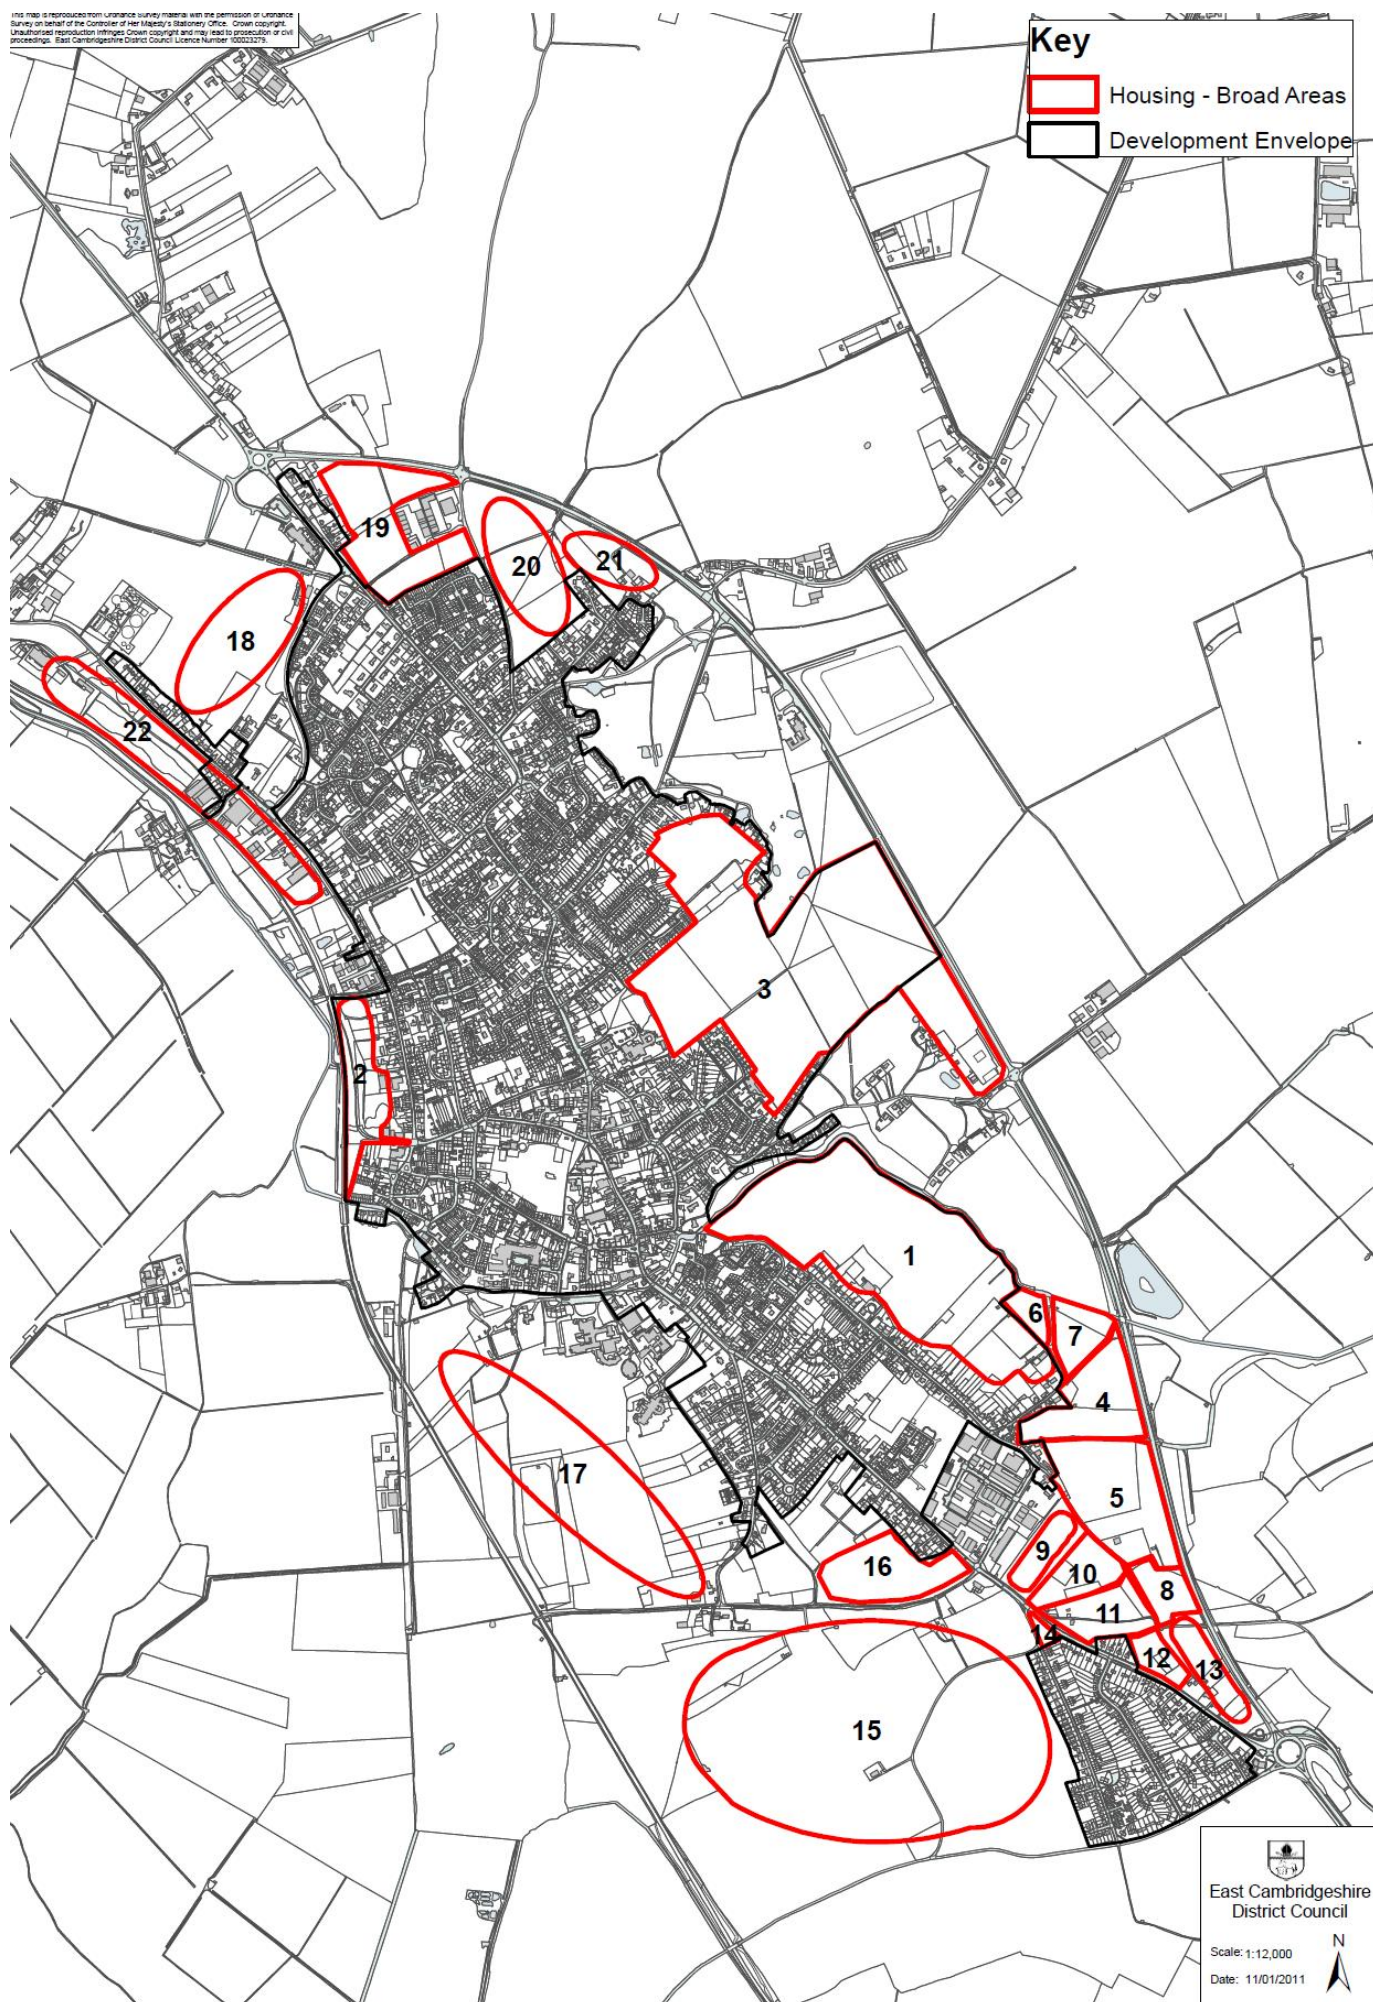 This map is reproduced from Ordnance Survey material with the permission of Ordnance
Survey on behalf of the Controller of Her Majesty's Stationery Office. Crown copyright.
Unauthorised reproduction infringes Crown copyright and may lead to prosecution or civil
proceedings. East Cambridgeshire District Council Licence Number 100023279.
Key
Housing - Broad Areas
Development Envelope
19
20
21
18
22
3
2
1
6
7
4
17
5
9
16
10
8
11
14
12
13
15
East Cambridgeshire
District Council
N
Scale: 1:12,000
Date: 11/01/2011